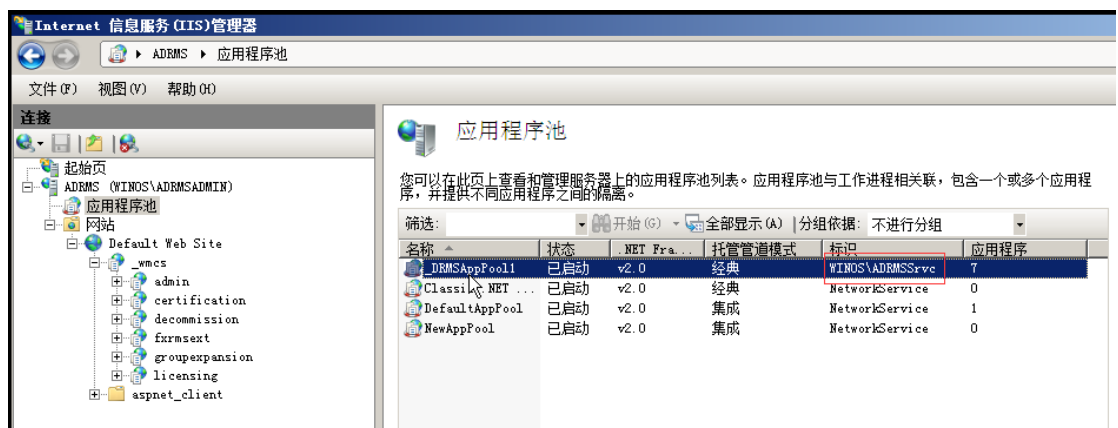 Internet 信息服务(IIS)管理器
ADRMS 应用程序池
文件(F) 视图(V) 帮助(H)
连接
起始页
ADRMS (WINOS\ADRMSADMIN)
应用程序池
网站
Default Web Site
_wmcs
admin
certification
decommission
fxrmsext
groupexpansion
licensing
aspnet_client
应用程序池
您可以在此页上查看和管理服务器上的应用程序池列表。应用程序池与工作进程相关联，包含一个或多个应用程
序，并提供不同应用程序之间的隔离。
筛选: 开始(G) 全部显示(A) 分组依据: 不进行分组
名称 状态 .NET Fra... 托管管道模式 标识 应用程序
_DRMSAppPool1 已启动 v2.0 经典 WINOS\ADRMSSrvc 7
Classic .NET ... 已启动 v2.0 经典 NetworkService 0
DefaultAppPool 已启动 v2.0 集成 NetworkService 1
NewAppPool 已启动 v2.0 集成 NetworkService 0